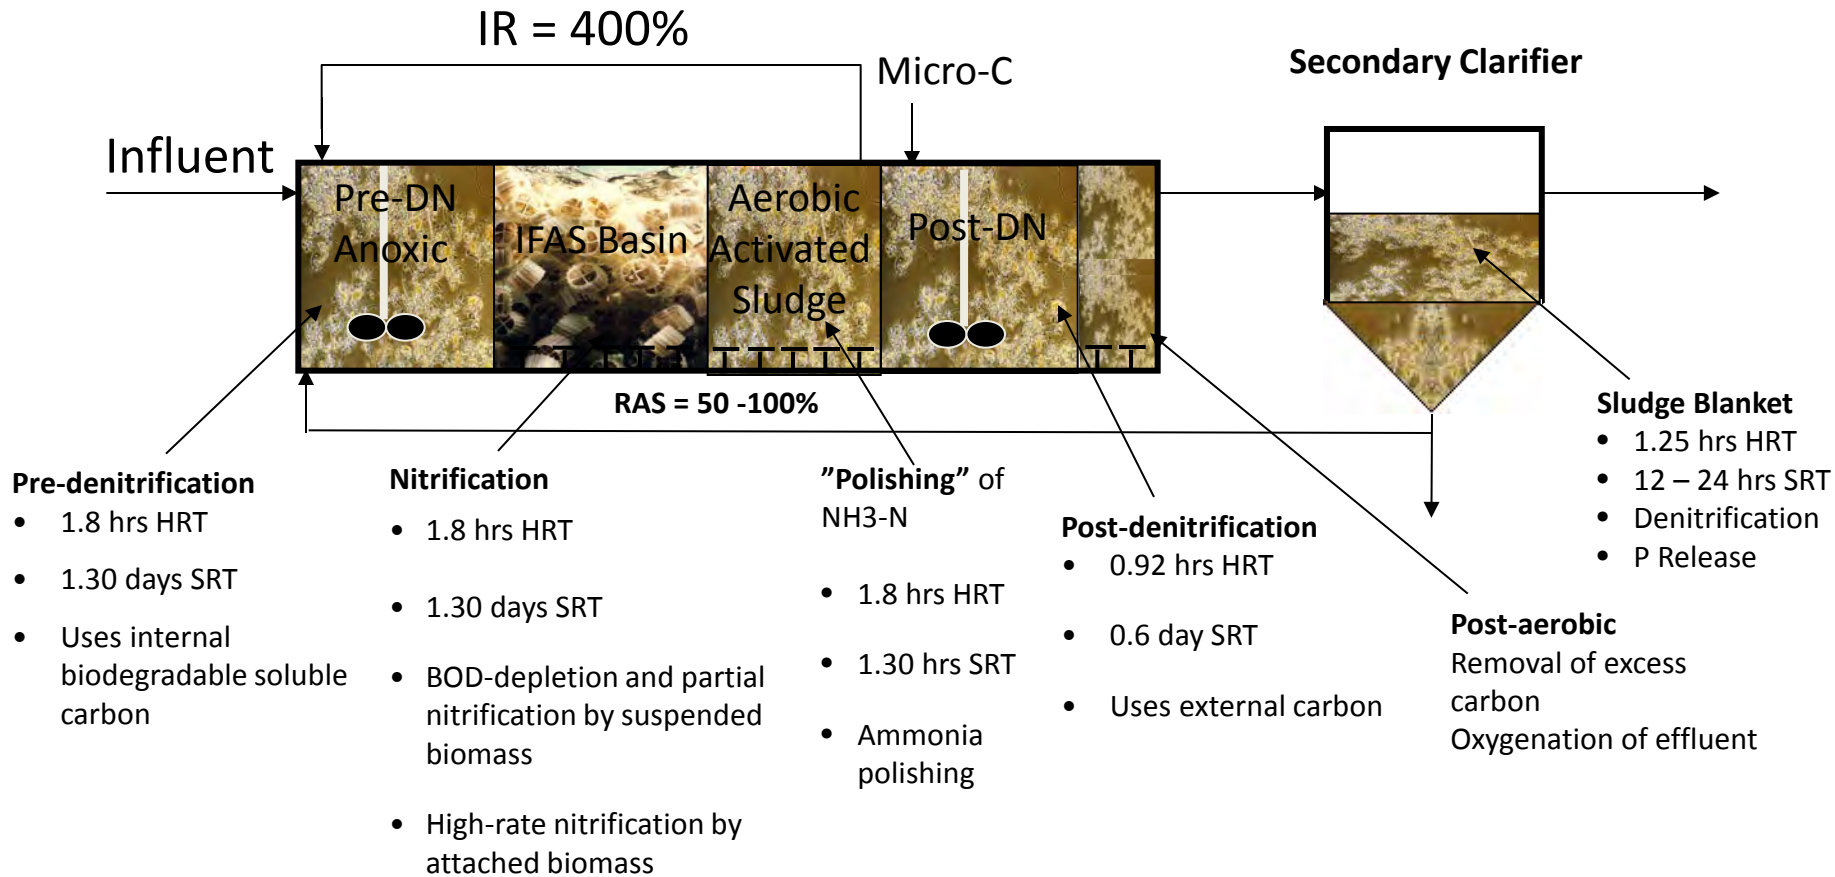 IR = 400%
Micro-C
Secondary Clarifier
Influent
Pre-DN
Anoxic
IFAS Basin
Aerobic
Activated
Sludge
Post-DN
RAS = 50 -100%
Pre-denitrification
• 1.8 hrs HRT
• 1.30 days SRT
• Uses internal
biodegradable soluble
carbon
Nitrification
• 1.8 hrs HRT
• 1.30 days SRT
• BOD-depletion and partial
nitrification by suspended
biomass
• High-rate nitrification by
attached biomass
”Polishing” of
NH3-N
• 1.8 hrs HRT
• 1.30 hrs SRT
• Ammonia
polishing
Post-denitrification
• 0.92 hrs HRT
• 0.6 day SRT
• Uses external carbon
Post-aerobic
Removal of excess
carbon
Oxygenation of effluent
Sludge Blanket
• 1.25 hrs HRT
• 12 – 24 hrs SRT
• Denitrification
• P Release